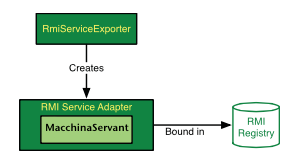 RmiServiceExporter
Creates
RMI Service Adapter
MacchinaServant
Bound in
RMI
Registry